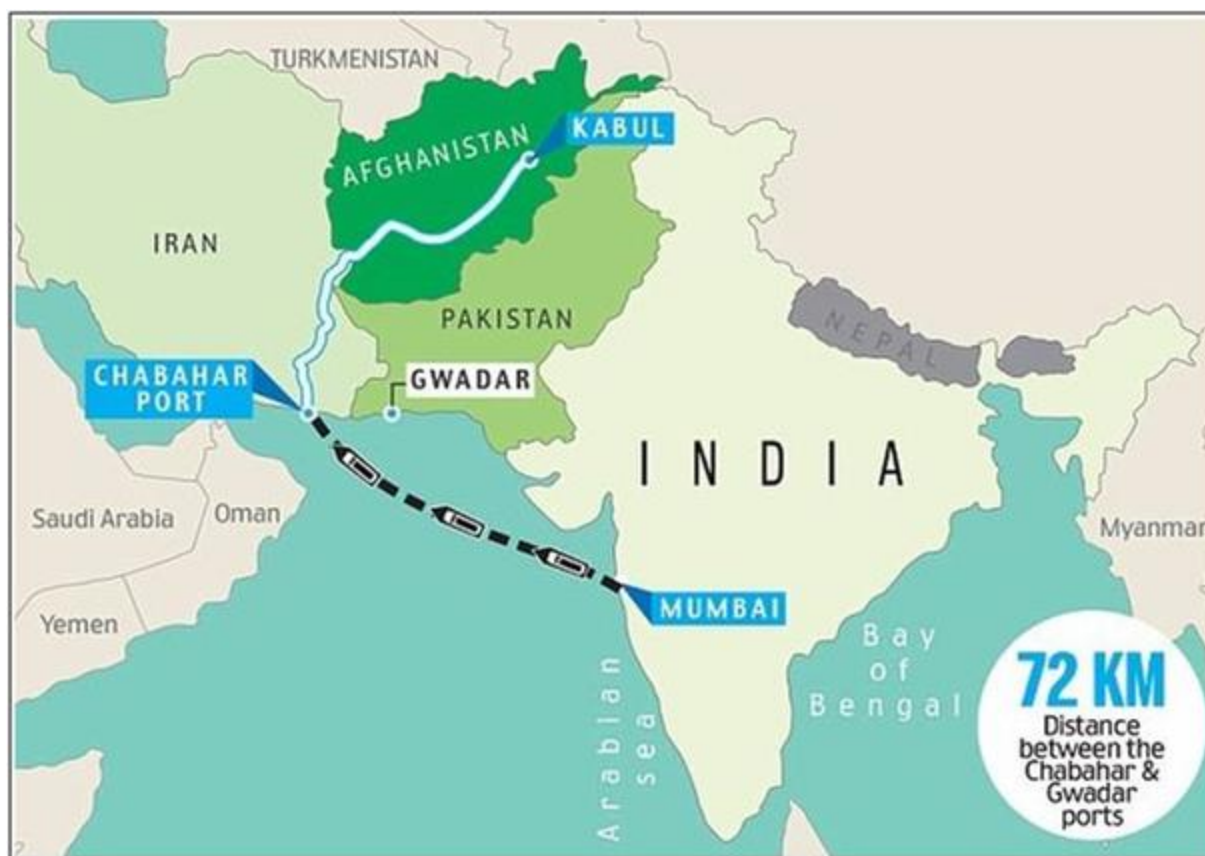 TURKMENISTAN
KABUL
AFGHANISTAN
IRAN
PAKISTAN
NEPAL
CHABAHAR
PORT
GWADAR
INDIA
Saudi Arabia
Oman
Myanmar
Yemen
MUMBAI
Bay
of
Bengal
Arabian
sea
72 KM
Distance
between the
Chabahar &
Gwadar
ports